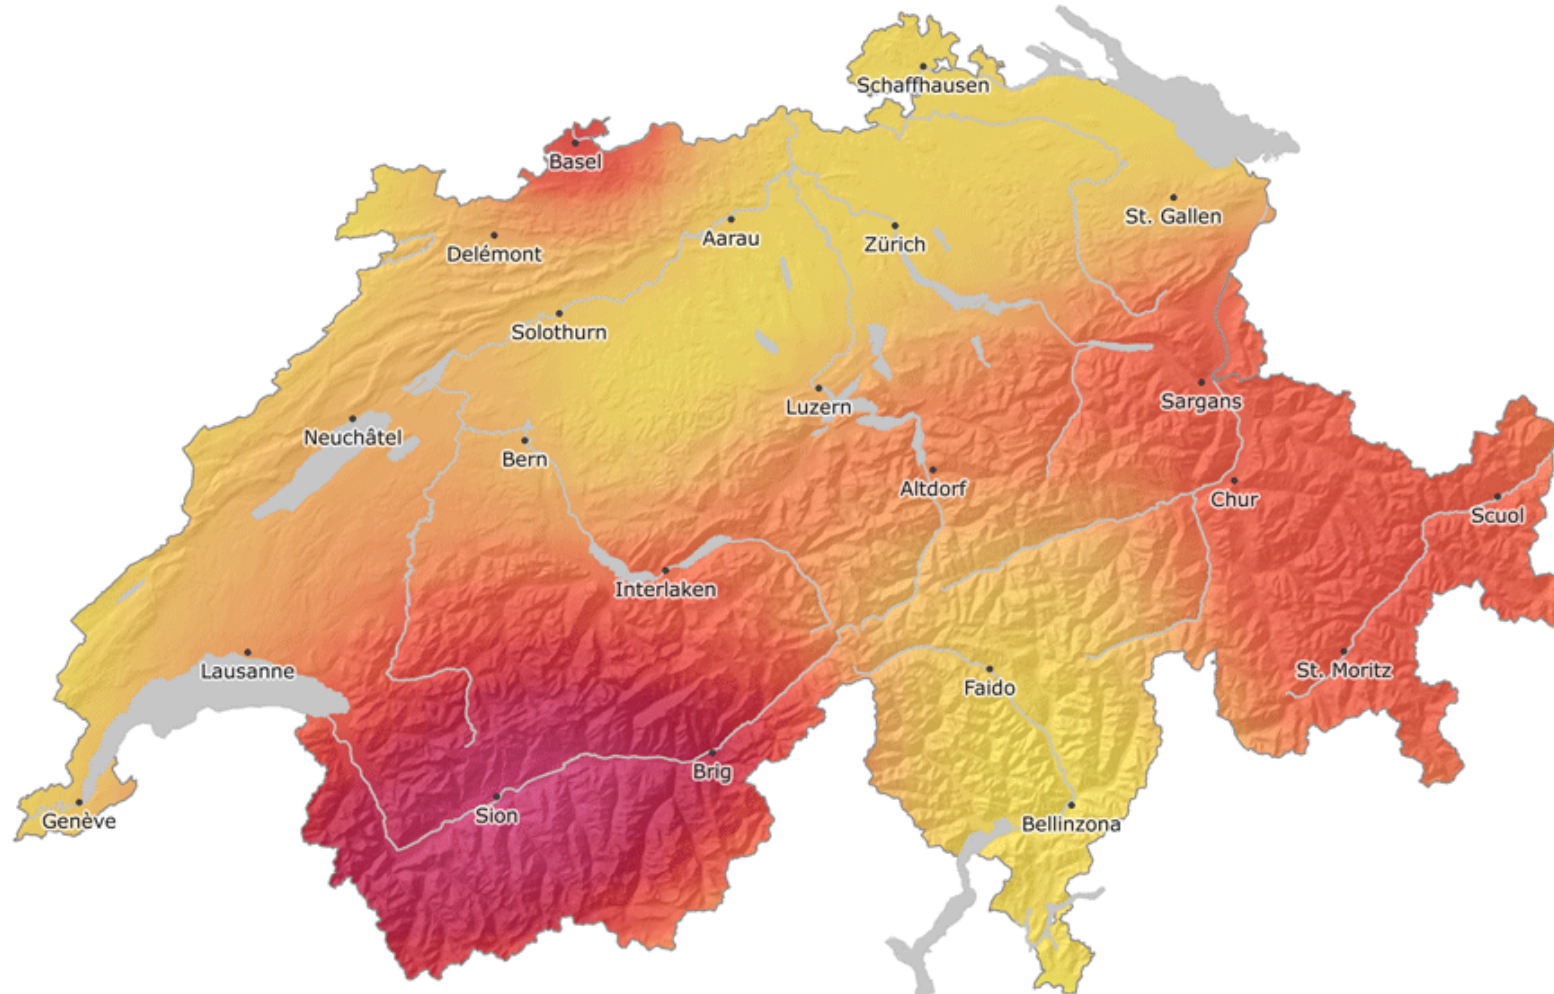 Schaffhausen
Basel
St. Gallen
Delémont
Aarau
Zürich
Solothurn
Luzern
Sargans
Neuchâtel
Bern
Altdorf
Chur
Scuol
Interlaken
Lausanne
Faido
St. Moritz
Brig
Genève
Sion
Bellinzona